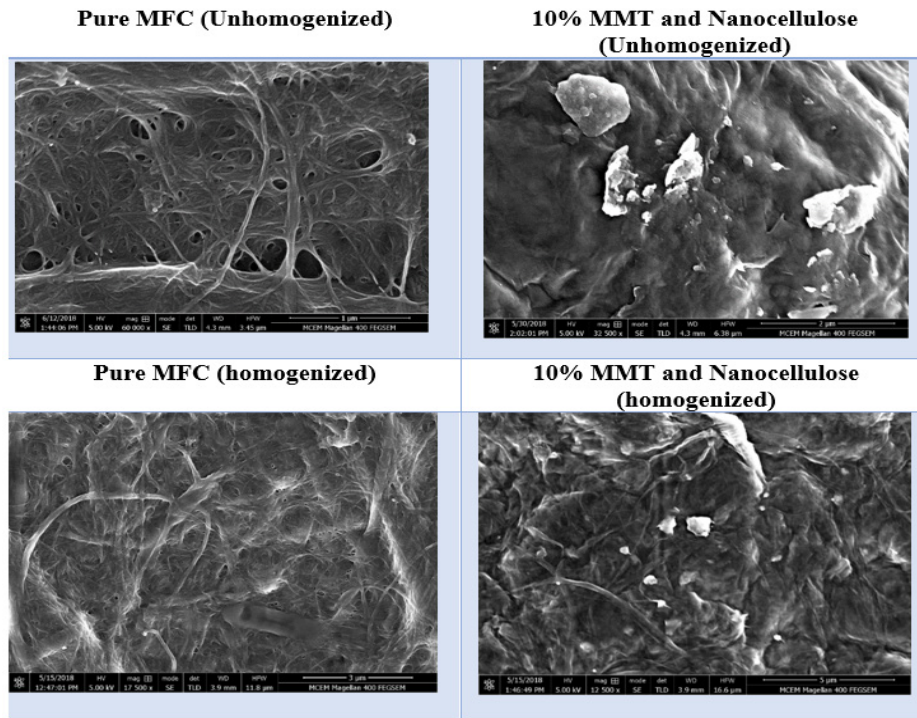 Pure MFC (Unhomogenized)
10% MMT and Nanocellulose
(Unhomogenized)
6/12/2018 HV mag mode det WD HFW 1 µm
1:44:06 PM 5.00 kV 60 000 x SE TLD 4.3 mm 3.45 µm MCEM Magellan 400 FEGSEM
5/30/2018 HV mag mode det WD HFW 2 µm
2:02:01 PM 5.00 kV 32 500 x SE TLD 4.3 mm 6.38 µm MCEM Magellan 400 FEGSEM
Pure MFC (homogenized)
10% MMT and Nanocellulose
(homogenized)
5/15/2018 HV mag mode det WD HFW 3 µm
12:47:01 PM 5.00 kV 17 500 x SE TLD 3.9 mm 11.8 µm MCEM Magellan 400 FEGSEM
5/15/2018 HV mag mode det WD HFW 5 µm
1:46:49 PM 5.00 kV 12 500 x SE TLD 3.9 mm 16.6 µm MCEM Magellan 400 FEGSEM